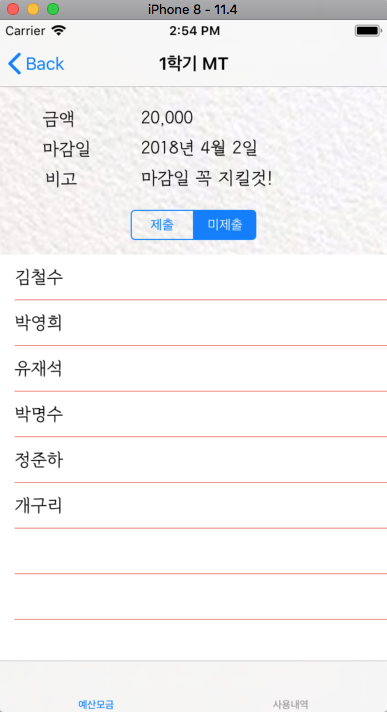 iPhone 8 - 11.4
Carrier 2:54 PM
Back 1학기 MT
금액 20,000
마감일 2018년 4월 2일
비고 마감일 꼭 지킬것!
제출 미제출
김철수
박영희
유재석
박명수
정준하
개구리
예산모금 사용내역